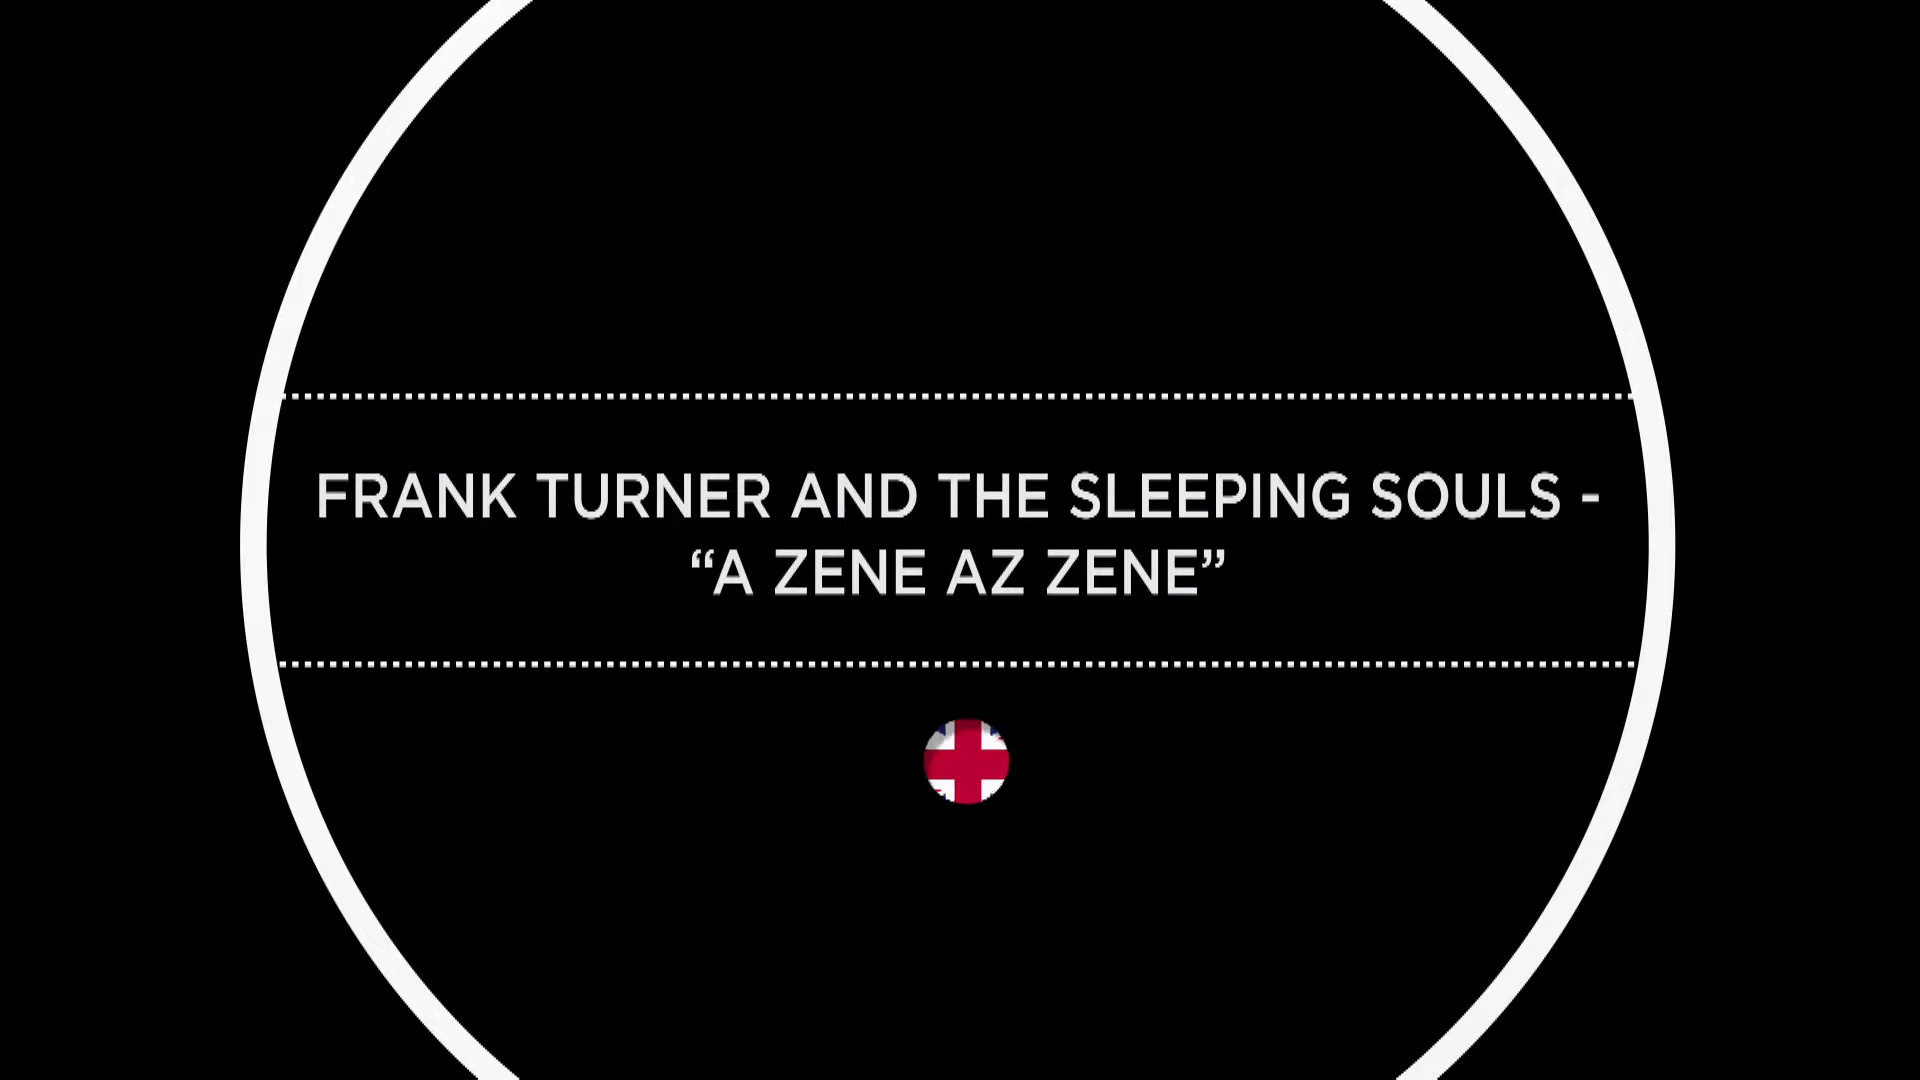 FRANK TURNER AND THE SLEEPING SOULS -
“A ZENE AZ ZENE”